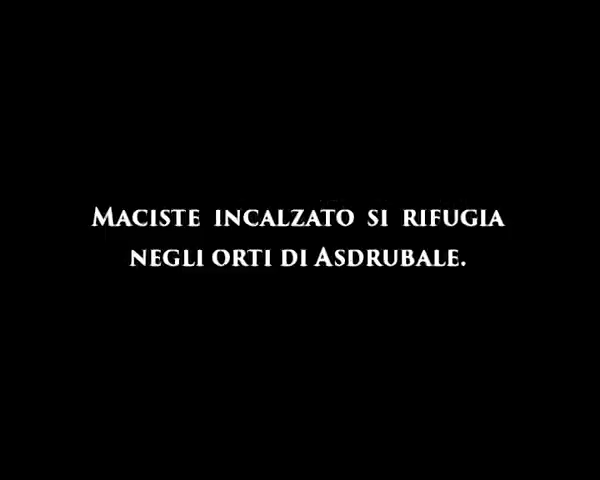 Maciste incalzato si rifugia
negli orti di Asdrubale.